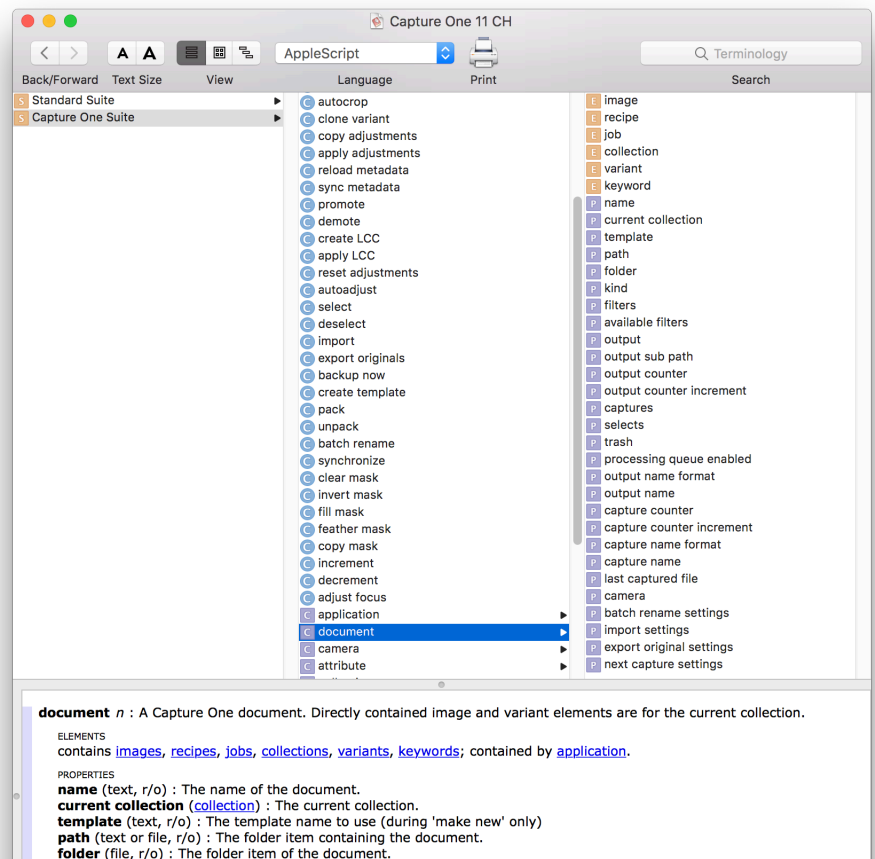 Capture One 11 CH
A A
AppleScript
Terminology
Back/Forward Text Size View Language Print Search
S Standard Suite
S Capture One Suite
C autocrop
C clone variant
C copy adjustments
C apply adjustments
C reload metadata
C sync metadata
C promote
C demote
C create LCC
C apply LCC
C reset adjustments
C autoadjust
C select
C deselect
C import
C export originals
C backup now
C create template
C pack
C unpack
C batch rename
C synchronize
C clear mask
C invert mask
C fill mask
C feather mask
C copy mask
C increment
C decrement
C adjust focus
C application
C document
C camera
C attribute
E image
E recipe
E job
E collection
E variant
E keyword
P name
P current collection
P template
P path
P folder
P kind
P filters
P available filters
P output
P output sub path
P output counter
P output counter increment
P captures
P selects
P trash
P processing queue enabled
P output name format
P output name
P capture counter
P capture counter increment
P capture name format
P capture name
P last captured file
P camera
P batch rename settings
P import settings
P export original settings
P next capture settings
document n : A Capture One document. Directly contained image and variant elements are for the current collection.
ELEMENTS
contains images, recipes, jobs, collections, variants, keywords; contained by application.
PROPERTIES
name (text, r/o) : The name of the document.
current collection (collection) : The current collection.
template (text, r/o) : The template name to use (during 'make new' only)
path (text or file, r/o) : The folder item containing the document.
folder (file, r/o) : The folder item of the document.